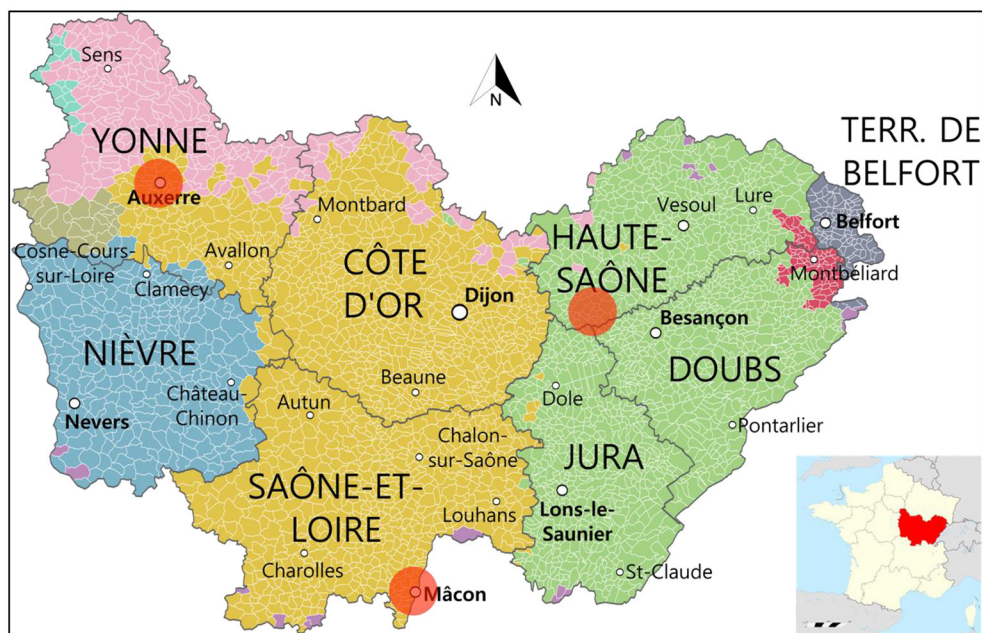 Sens
N
YONNE
TERR. DE
BELFORT
Auxerre
Montbard
Lure
Vesoul
Belfort
Avallon
HAUTE-
SAÔNE
Cosne-Cours-
sur-Loire
Clamecy
CÔTE
D'OR
Montbéliard
Dijon
Besançon
NIÈVRE
DOUBS
Château-
Chinon
Beaune
Dole
Nevers
Autun
Pontarlier
Chalon-
sur-Saône
JURA
SAÔNE-ET-
LOIRE
Louhans
Lons-le-
Saunier
Charolles
St-Claude
Mâcon